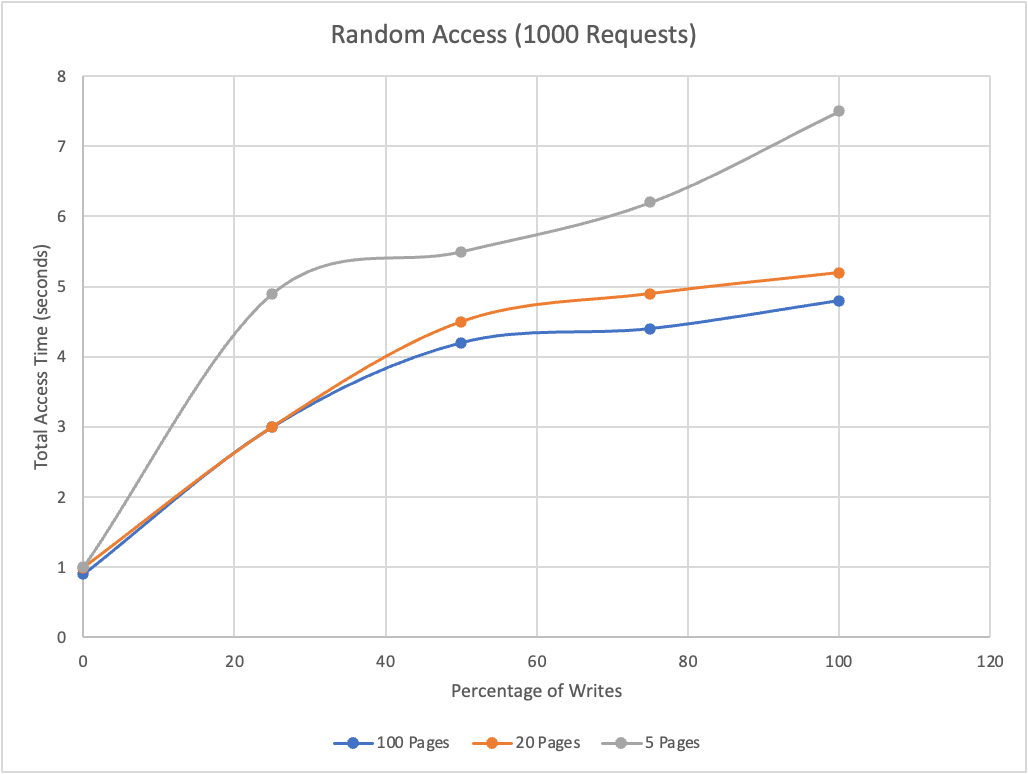 Random Access (1000 Requests)
8
7
6
5
4
3
2
1
0
Total Access Time (seconds)
0 20 40 60 80 100 120
Percentage of Writes
100 Pages 20 Pages 5 Pages